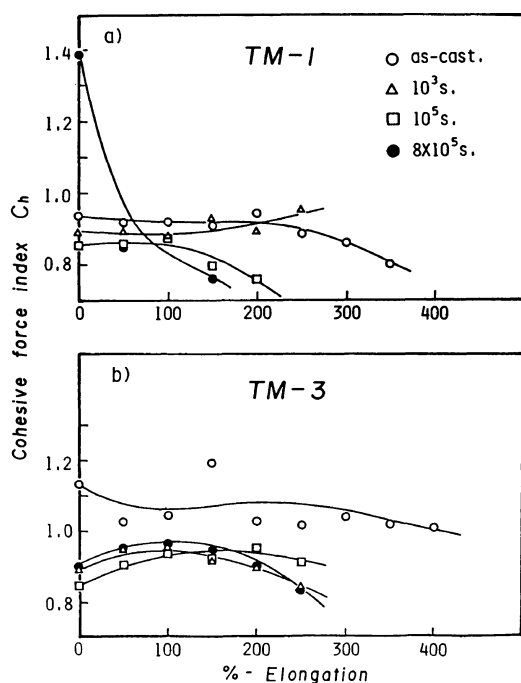 a)
TM-1
as-cast.
10³s.
10⁵s.
8X10⁵s.
1.4
1.2
1.0
0.8
0 100 200 300 400
Cohesive force index Ch
b)
TM-3
1.2
1.0
0.8
0 100 200 300 400
%- Elongation